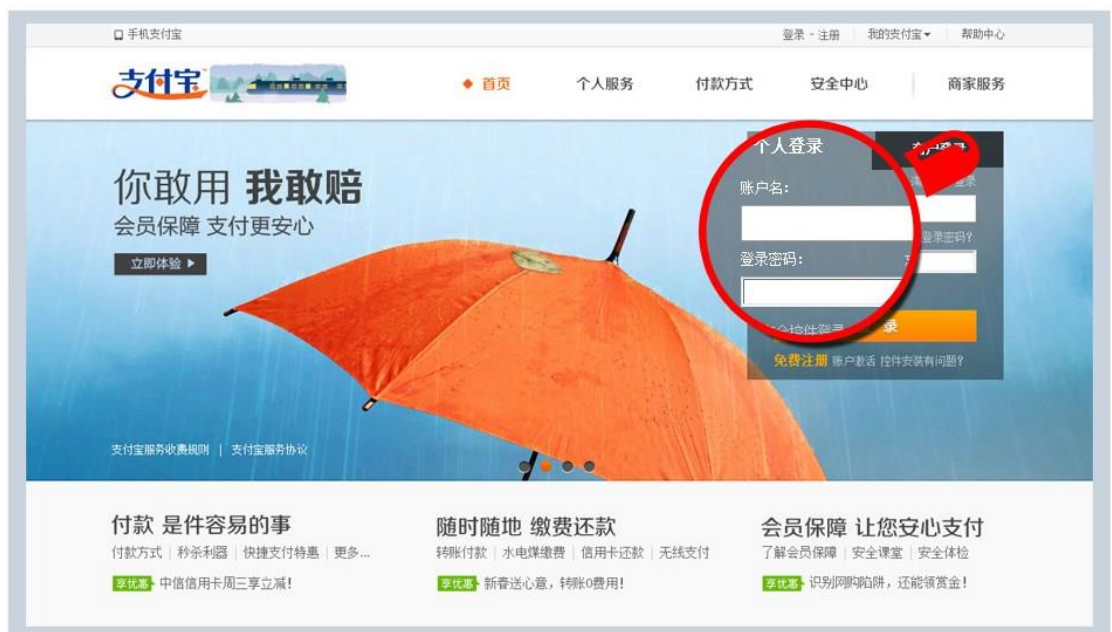 手机支付宝
登录 - 注册 | 我的支付宝 | 帮助中心
支付宝
首页 个人服务 付款方式 安全中心 商家服务
你敢用 我敢赔
会员保障 支付更安心
立即体验
个人登录
账户名:
登录
登录密码?
登录密码:
控件登录
录
免费注册 账户激活 控件安装有问题?
支付宝服务收费规则 | 支付宝服务协议
付款 是件容易的事
付款方式 | 秒杀利器 | 快捷支付特惠 | 更多...
享优惠 中信信用卡周三享立减!
随时随地 缴费还款
转账付款 | 水电煤缴费 | 信用卡还款 | 无线支付
享优惠 新春送心意，转账0费用!
会员保障 让您安心支付
了解会员保障 | 安全课堂 | 安全体检
享优惠 识别网购陷阱，还能领赏金!